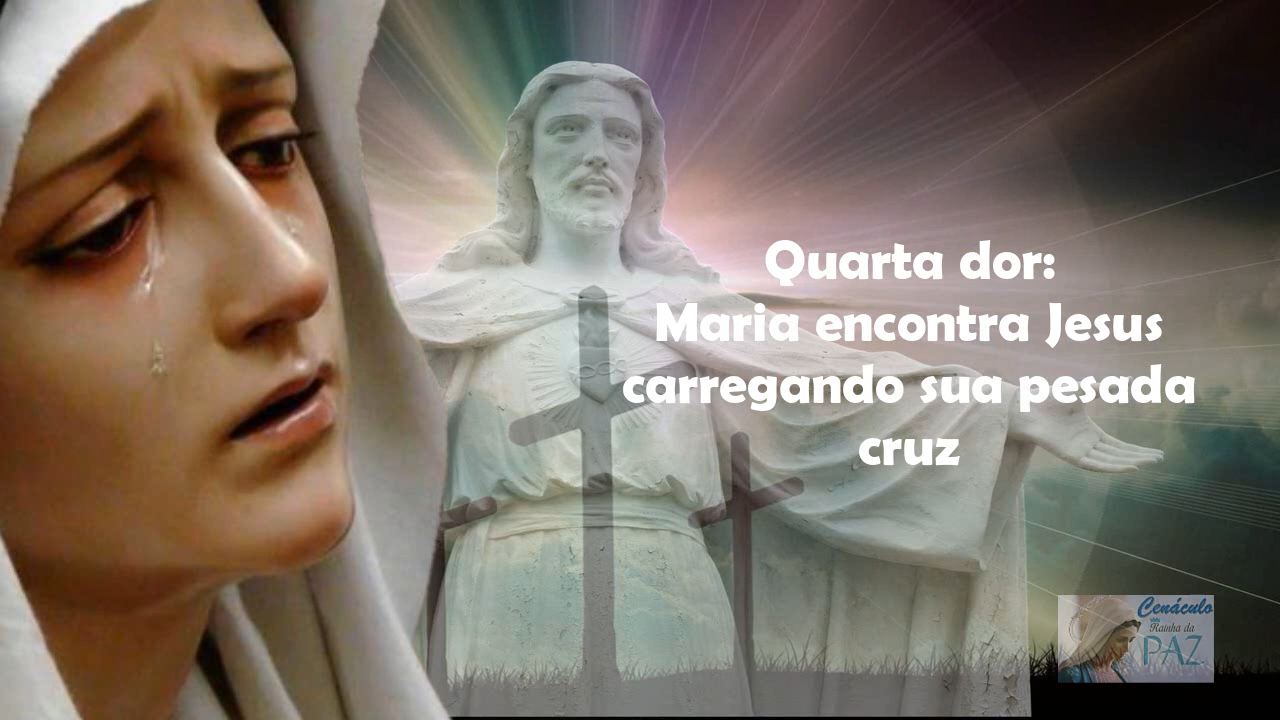 Quarta dor:
Maria encontra Jesus
carregando sua pesada
cruz
Cenáculo
Rainha da
PAZ